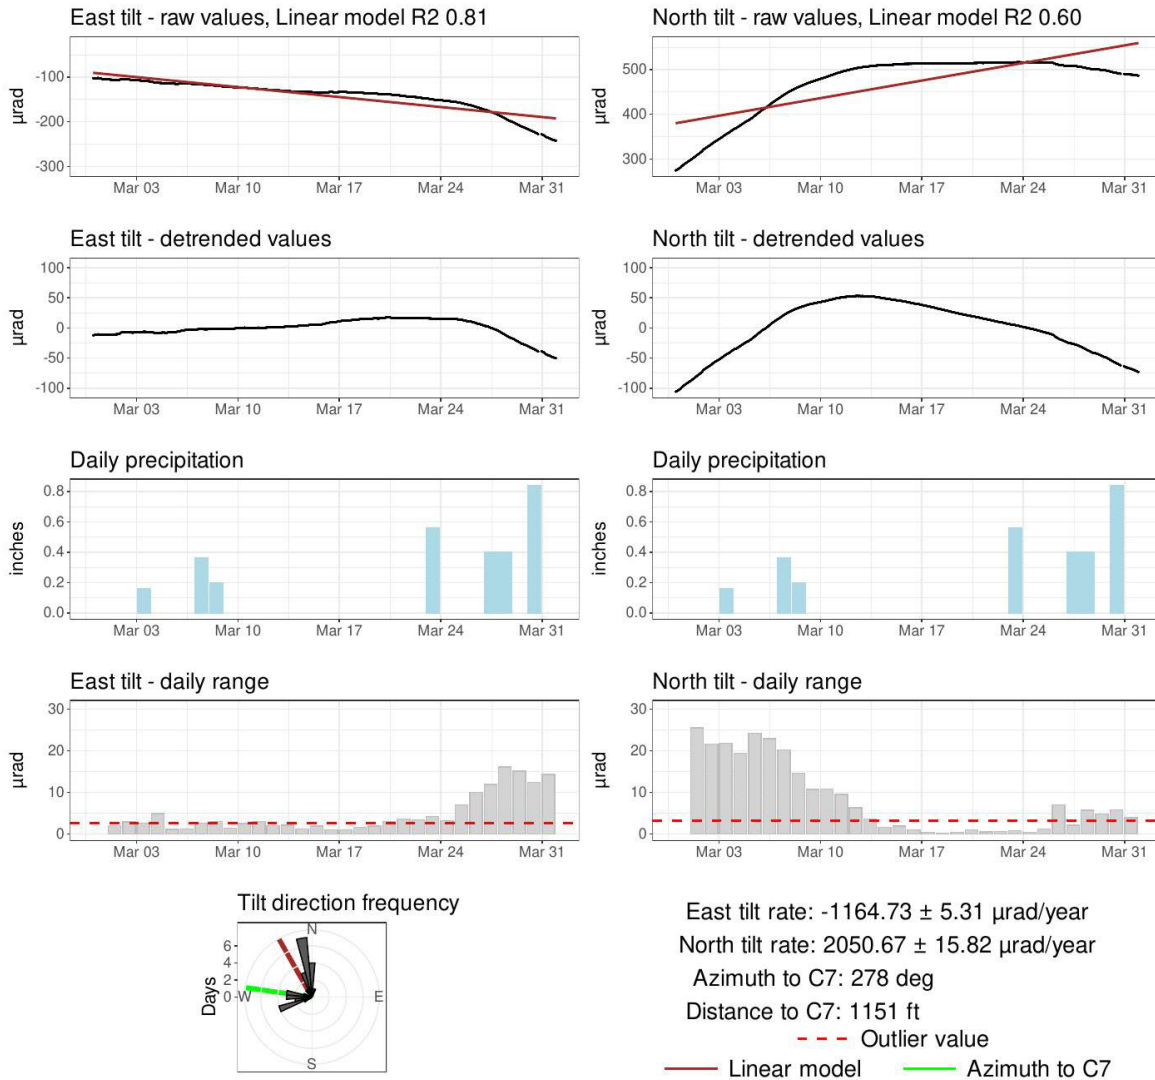 East tilt - raw values, Linear model R2 0.81
North tilt - raw values, Linear model R2 0.60
µrad
-100
-200
-300
Mar 03 Mar 10 Mar 17 Mar 24 Mar 31
µrad
500
400
300
Mar 03 Mar 10 Mar 17 Mar 24 Mar 31
East tilt - detrended values
North tilt - detrended values
µrad
100
50
0
-50
-100
Mar 03 Mar 10 Mar 17 Mar 24 Mar 31
µrad
100
50
0
-50
-100
Mar 03 Mar 10 Mar 17 Mar 24 Mar 31
Daily precipitation
Daily precipitation
inches
0.8
0.6
0.4
0.2
0.0
Mar 03 Mar 10 Mar 17 Mar 24 Mar 31
inches
0.8
0.6
0.4
0.2
0.0
Mar 03 Mar 10 Mar 17 Mar 24 Mar 31
East tilt - daily range
North tilt - daily range
µrad
30
20
10
0
Mar 03 Mar 10 Mar 17 Mar 24 Mar 31
µrad
30
20
10
0
Mar 03 Mar 10 Mar 17 Mar 24 Mar 31
Tilt direction frequency
Days
6
4
2
0
N
W
E
S
East tilt rate: -1164.73 ± 5.31 µrad/year
North tilt rate: 2050.67 ± 15.82 µrad/year
Azimuth to C7: 278 deg
Distance to C7: 1151 ft
Outlier value
Linear model
Azimuth to C7